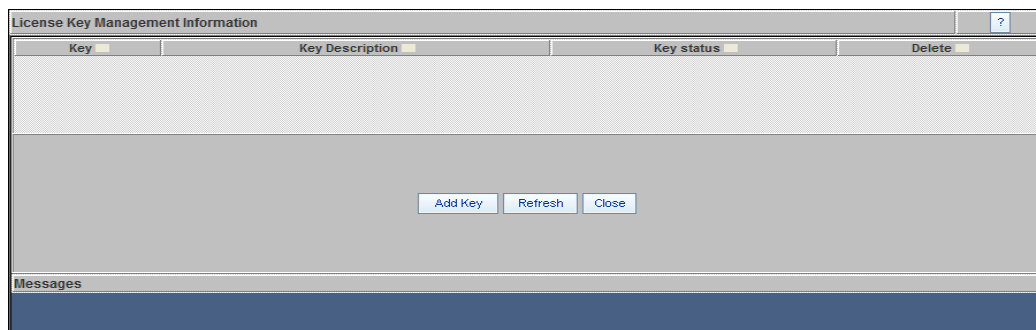 License Key Management Information ?
Key Key Description Key status Delete
Add Key Refresh Close
Messages